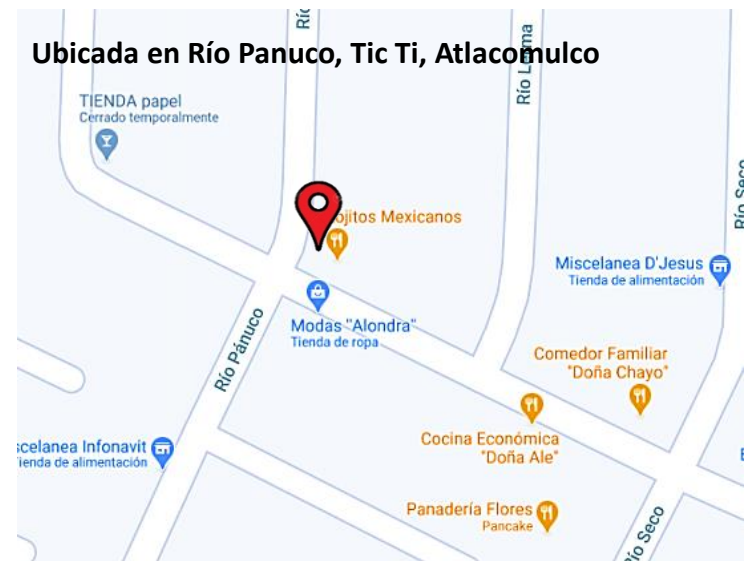 Río
Ubicada en Río Panuco, Tic Ti, Atlacomulco
Río Lerma
TIENDA papel
Cerrado temporalmente
ojitos Mexicanos
Río Seco
Miscelanea D'Jesus
Tienda de alimentación
Modas "Alondra"
Tienda de ropa
Río Pánuco
Comedor Familiar
"Doña Chayo"
Cocina Económica
"Doña Ale"
scelanea Infonavit
ienda de alimentación
Panadería Flores
Pancake
ío Seco